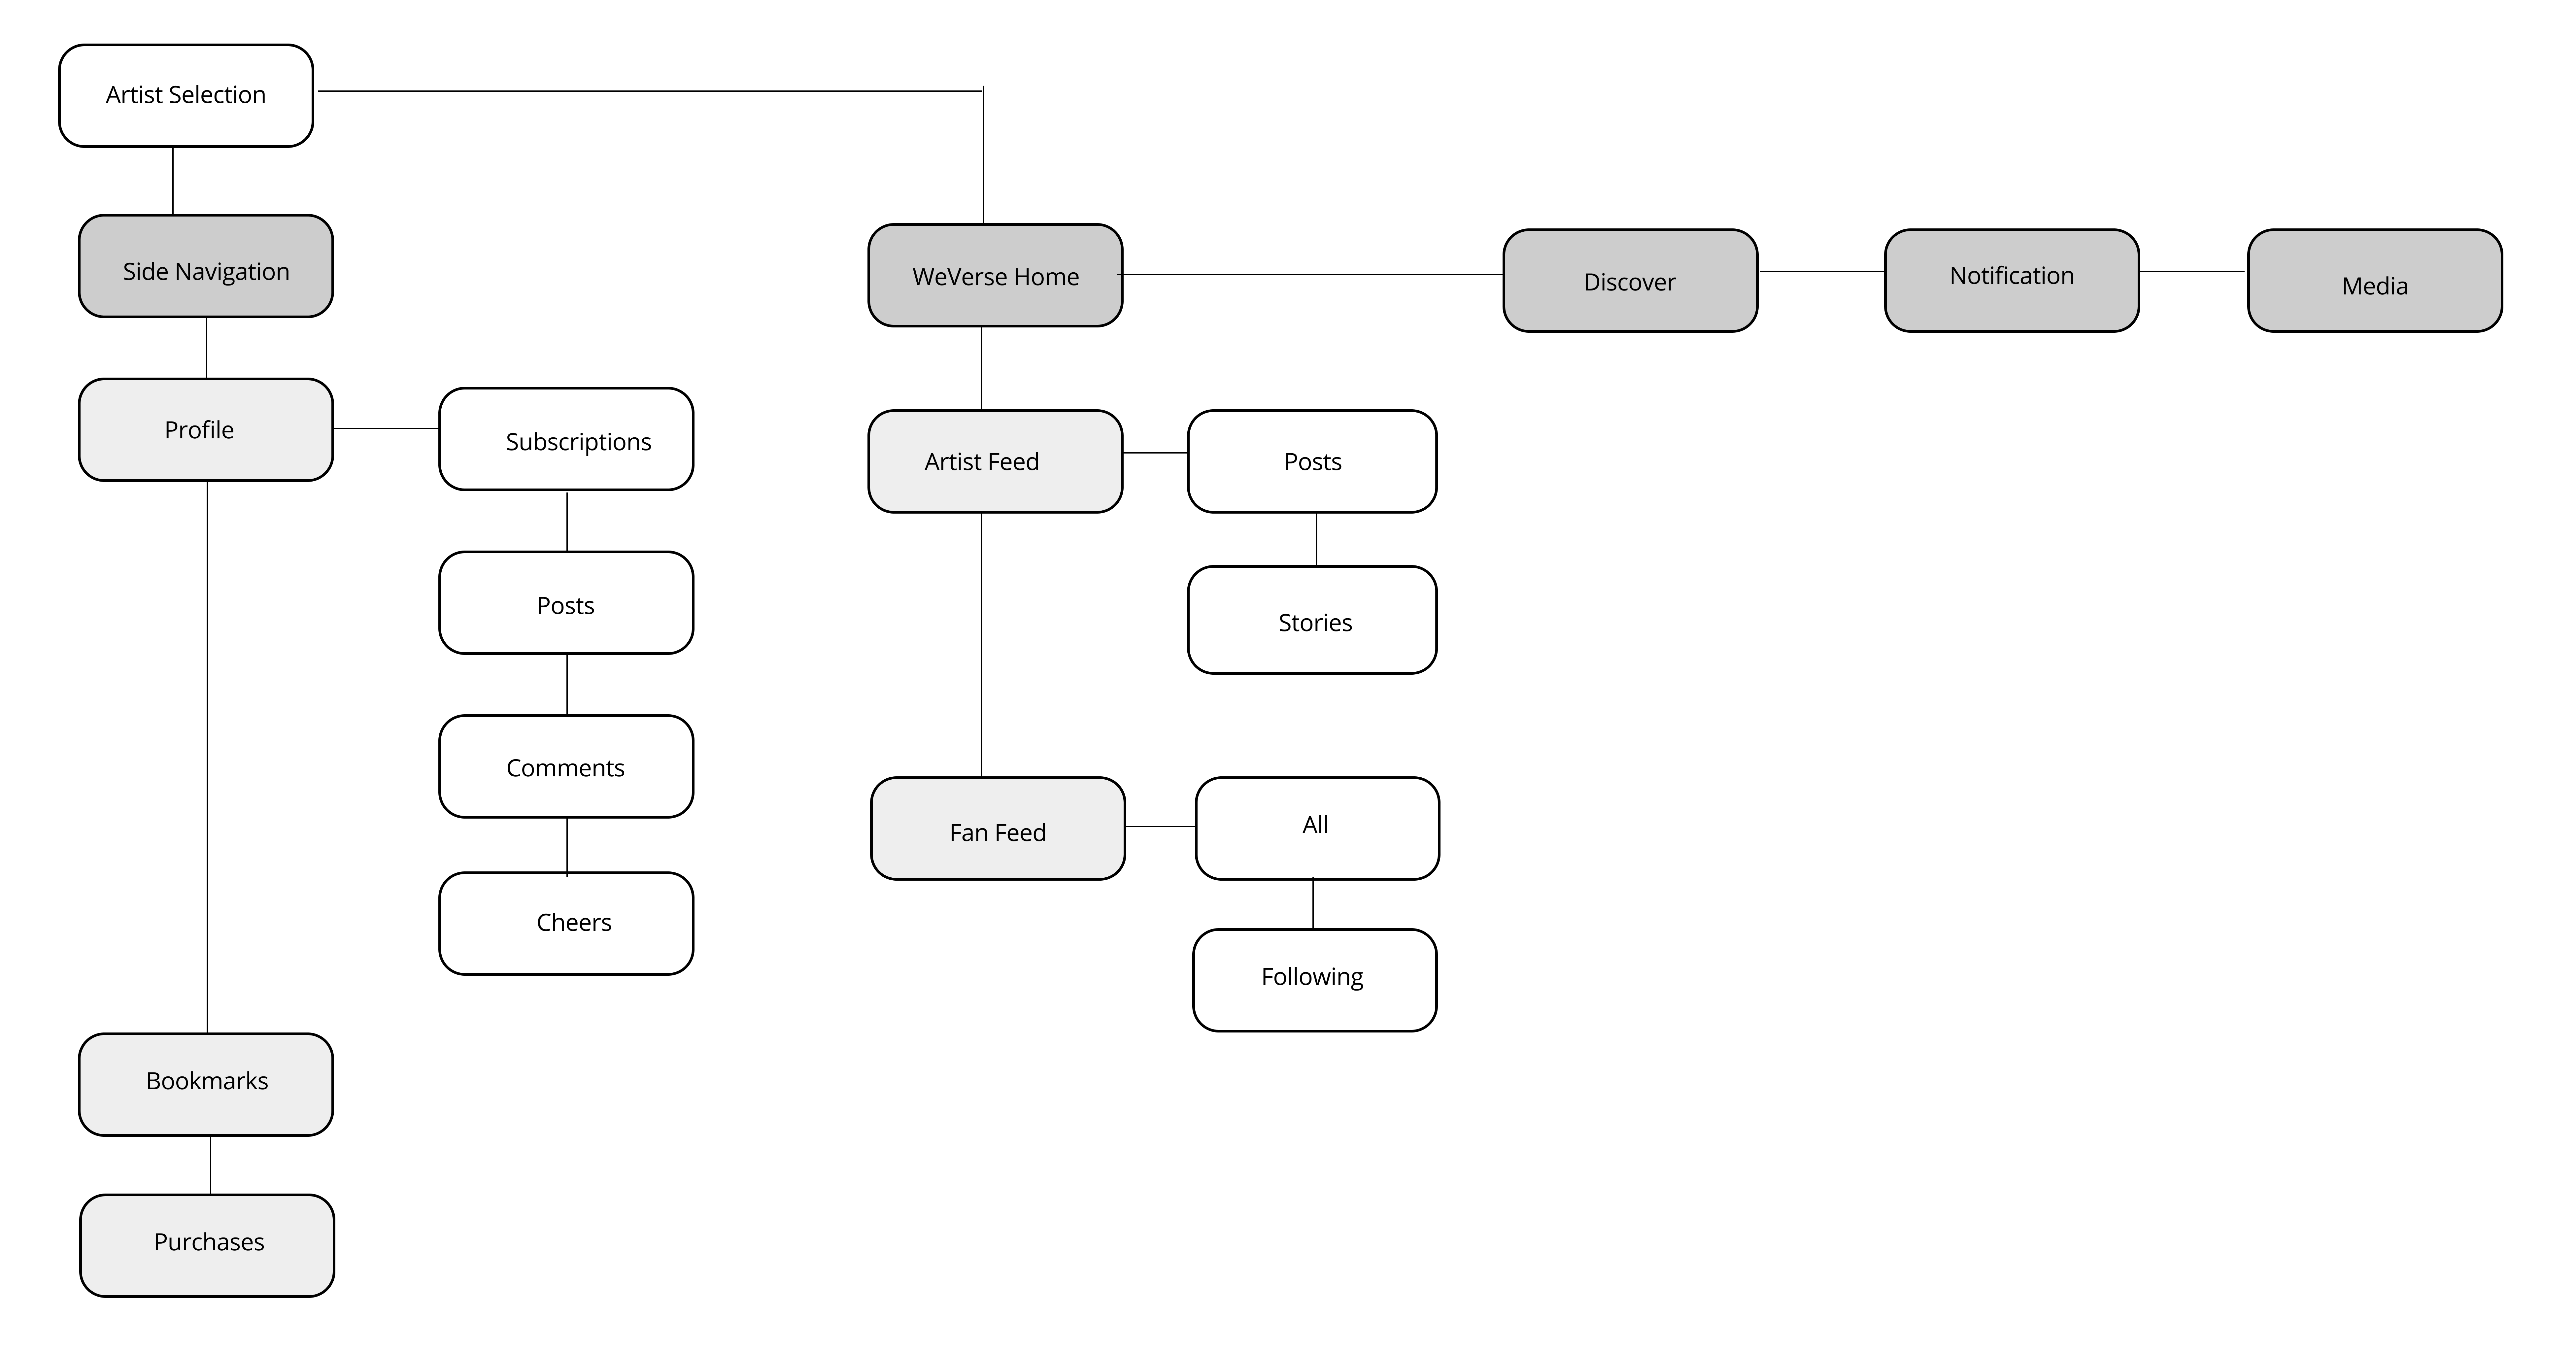 Artist Selection
Side Navigation
WeVerse Home
Discover
Notification
Media
Profile
Subscriptions
Artist Feed
Posts
Posts
Stories
Comments
Fan Feed
All
Cheers
Following
Bookmarks
Purchases